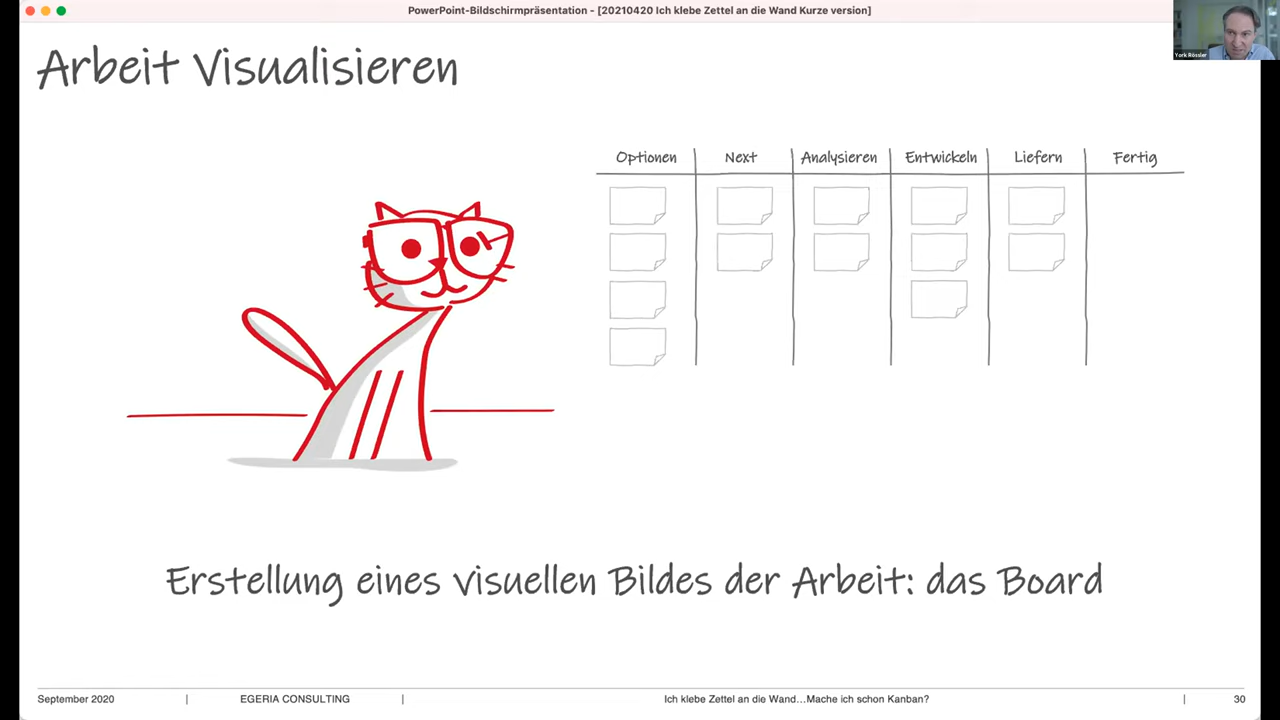 PowerPoint-Bildschirmpräsentation - [20210420 Ich klebe Zettel an die Wand Kurze version]
York Rössler
Arbeit Visualisieren
Optionen Next Analysieren Entwickeln Liefern Fertig
Erstellung eines visuellen Bildes der Arbeit: das Board
September 2020 | EGERIA CONSULTING | Ich klebe Zettel an die Wand...Mache ich schon Kanban? | 30